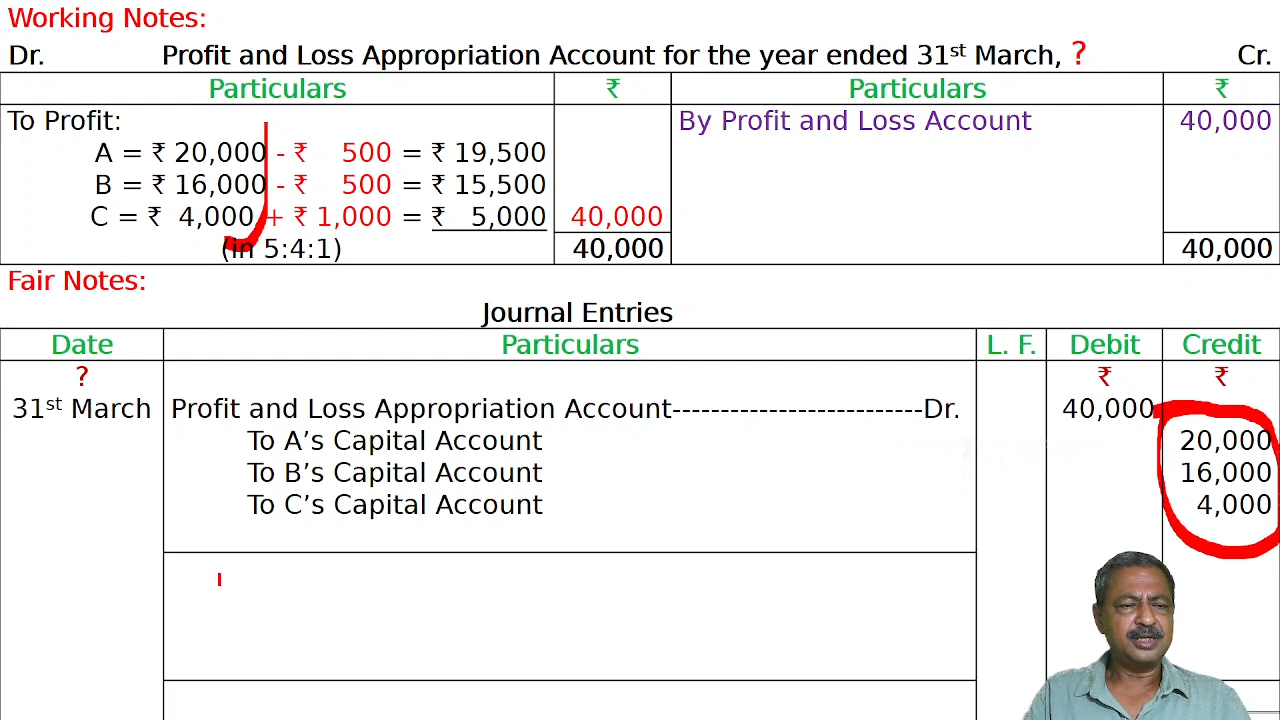 Working Notes:
Dr. Profit and Loss Appropriation Account for the year ended 31st March, ? Cr.
Particulars ₹ Particulars ₹
To Profit: By Profit and Loss Account 40,000
A = ₹ 20,000 - ₹ 500 = ₹ 19,500
B = ₹ 16,000 - ₹ 500 = ₹ 15,500
C = ₹ 4,000 + ₹ 1,000 = ₹ 5,000 40,000
(in 5:4:1) 40,000 40,000
Fair Notes:
Journal Entries
Date Particulars L. F. Debit Credit
? ₹ ₹
31st March Profit and Loss Appropriation Account-------------------------Dr. 40,000
To A’s Capital Account 20,000
To B’s Capital Account 16,000
To C’s Capital Account 4,000